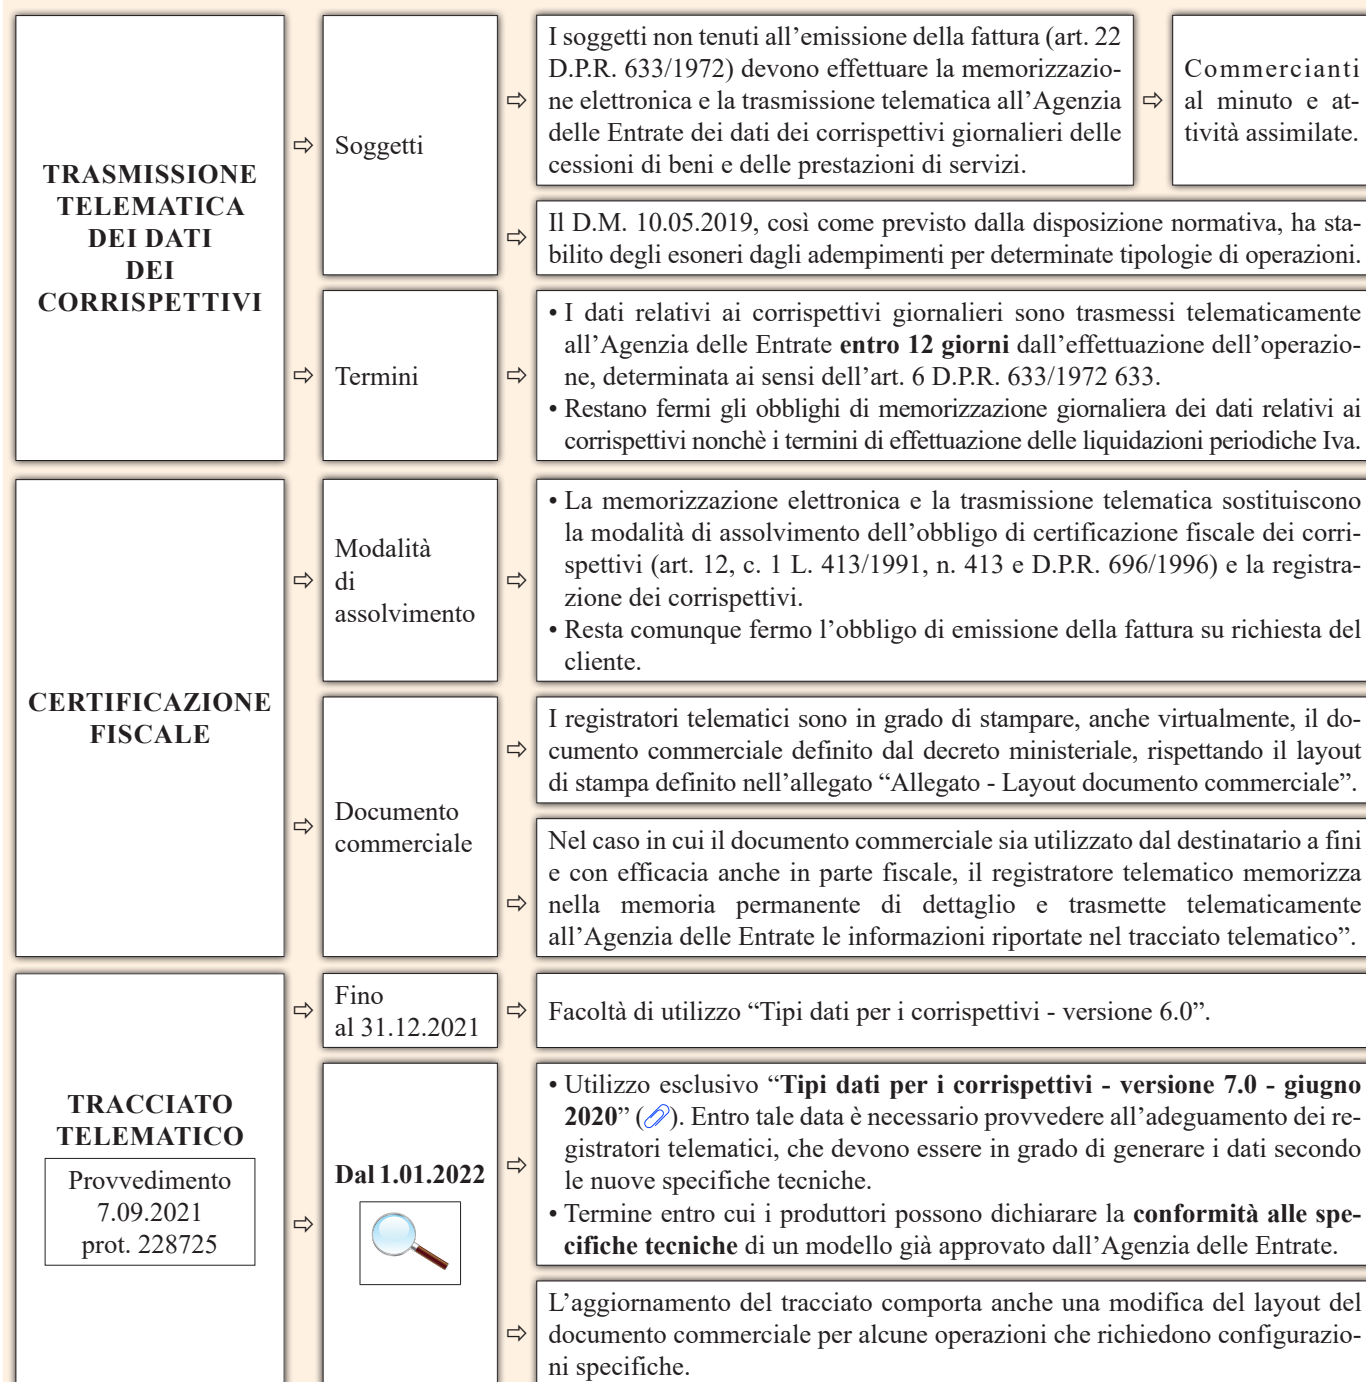 TRASMISSIONE
TELEMATICA
DEI DATI
DEI
CORRISPETTIVI
Soggetti
I soggetti non tenuti all’emissione della fattura (art. 22
D.P.R. 633/1972) devono effettuare la memorizzazio-
ne elettronica e la trasmissione telematica all’Agenzia
delle Entrate dei dati dei corrispettivi giornalieri delle
cessioni di beni e delle prestazioni di servizi.
Commercianti
al minuto e at-
tività assimilate.
Il D.M. 10.05.2019, così come previsto dalla disposizione normativa, ha sta-
bilito degli esoneri dagli adempimenti per determinate tipologie di operazioni.
Termini
• I dati relativi ai corrispettivi giornalieri sono trasmessi telematicamente
all’Agenzia delle Entrate entro 12 giorni dall’effettuazione dell’operazio-
ne, determinata ai sensi dell’art. 6 D.P.R. 633/1972 633.
• Restano fermi gli obblighi di memorizzazione giornaliera dei dati relativi ai
corrispettivi nonchè i termini di effettuazione delle liquidazioni periodiche Iva.
CERTIFICAZIONE
FISCALE
Modalità
di
assolvimento
• La memorizzazione elettronica e la trasmissione telematica sostituiscono
la modalità di assolvimento dell’obbligo di certificazione fiscale dei corri-
spettivi (art. 12, c. 1 L. 413/1991, n. 413 e D.P.R. 696/1996) e la registra-
zione dei corrispettivi.
• Resta comunque fermo l’obbligo di emissione della fattura su richiesta del
cliente.
Documento
commerciale
I registratori telematici sono in grado di stampare, anche virtualmente, il do-
cumento commerciale definito dal decreto ministeriale, rispettando il layout
di stampa definito nell’allegato “Allegato - Layout documento commerciale”.
Nel caso in cui il documento commerciale sia utilizzato dal destinatario a fini
e con efficacia anche in parte fiscale, il registratore telematico memorizza
nella memoria permanente di dettaglio e trasmette telematicamente
all’Agenzia delle Entrate le informazioni riportate nel tracciato telematico”.
TRACCIATO
TELEMATICO
Provvedimento
7.09.2021
prot. 228725
Fino
al 31.12.2021
Facoltà di utilizzo “Tipi dati per i corrispettivi - versione 6.0”.
Dal 1.01.2022
• Utilizzo esclusivo “Tipi dati per i corrispettivi - versione 7.0 - giugno
2020” (). Entro tale data è necessario provvedere all’adeguamento dei re-
gistratori telematici, che devono essere in grado di generare i dati secondo
le nuove specifiche tecniche.
• Termine entro cui i produttori possono dichiarare la conformità alle spe-
cifiche tecniche di un modello già approvato dall’Agenzia delle Entrate.
L’aggiornamento del tracciato comporta anche una modifica del layout del
documento commerciale per alcune operazioni che richiedono configurazio-
ni specifiche.